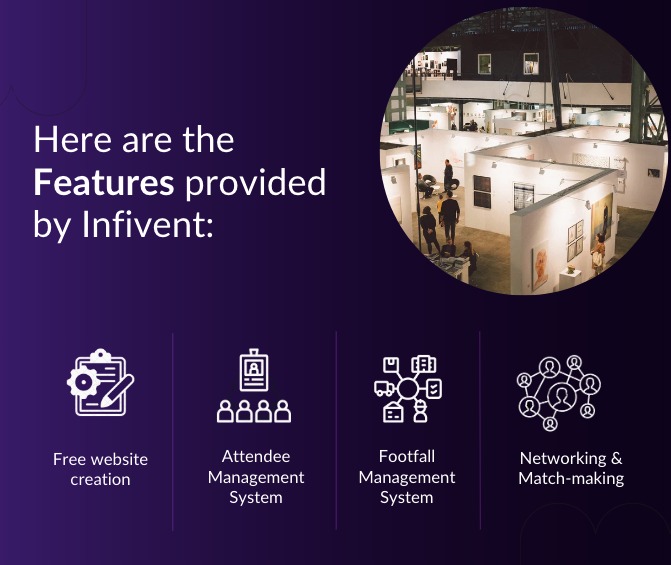 Here are the
Features provided
by Infivent:
Free website
creation
Attendee
Management
System
Footfall
Management
System
Networking &
Match-making